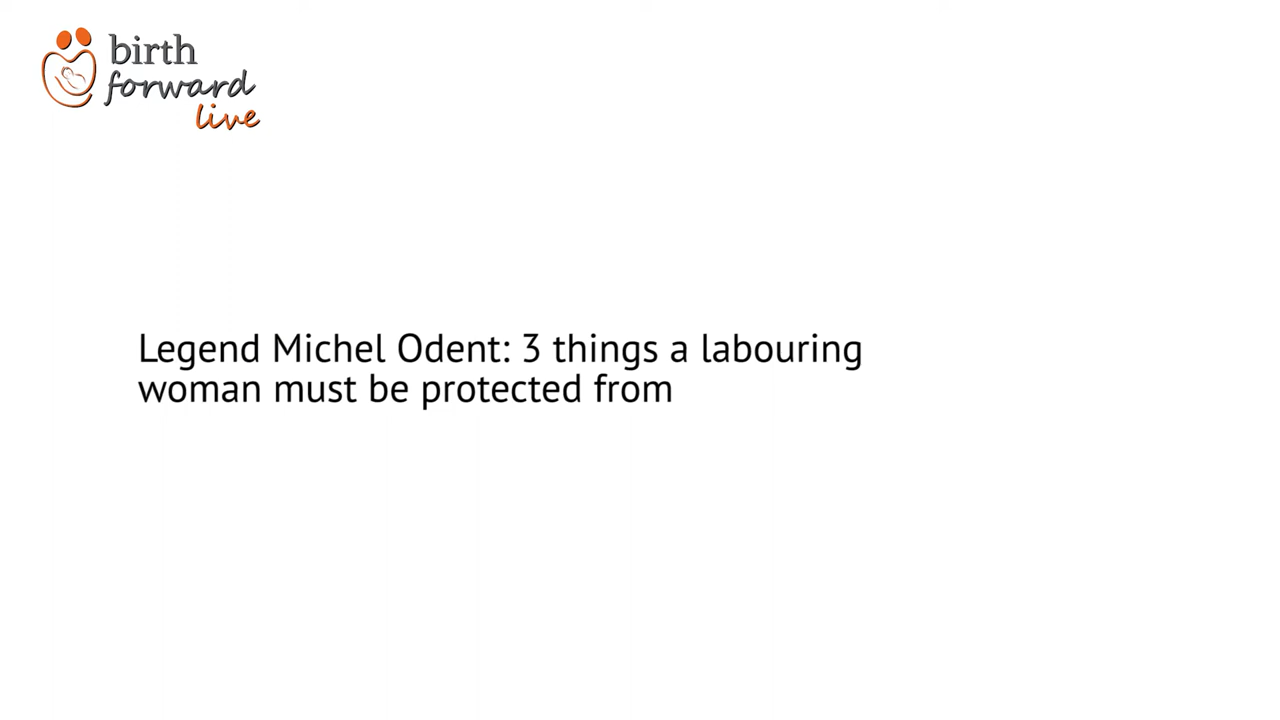 birth
forward
live
Legend Michel Odent: 3 things a labouring
woman must be protected from